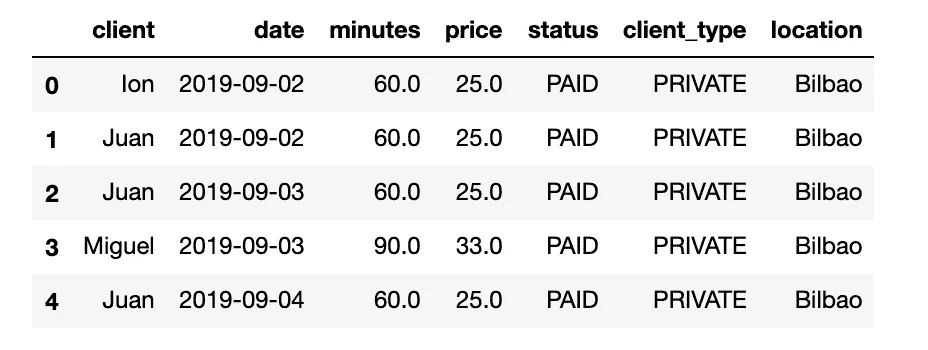 client date minutes price status client_type location
0 Ion 2019-09-02 60.0 25.0 PAID PRIVATE Bilbao
1 Juan 2019-09-02 60.0 25.0 PAID PRIVATE Bilbao
2 Juan 2019-09-03 60.0 25.0 PAID PRIVATE Bilbao
3 Miguel 2019-09-03 90.0 33.0 PAID PRIVATE Bilbao
4 Juan 2019-09-04 60.0 25.0 PAID PRIVATE Bilbao